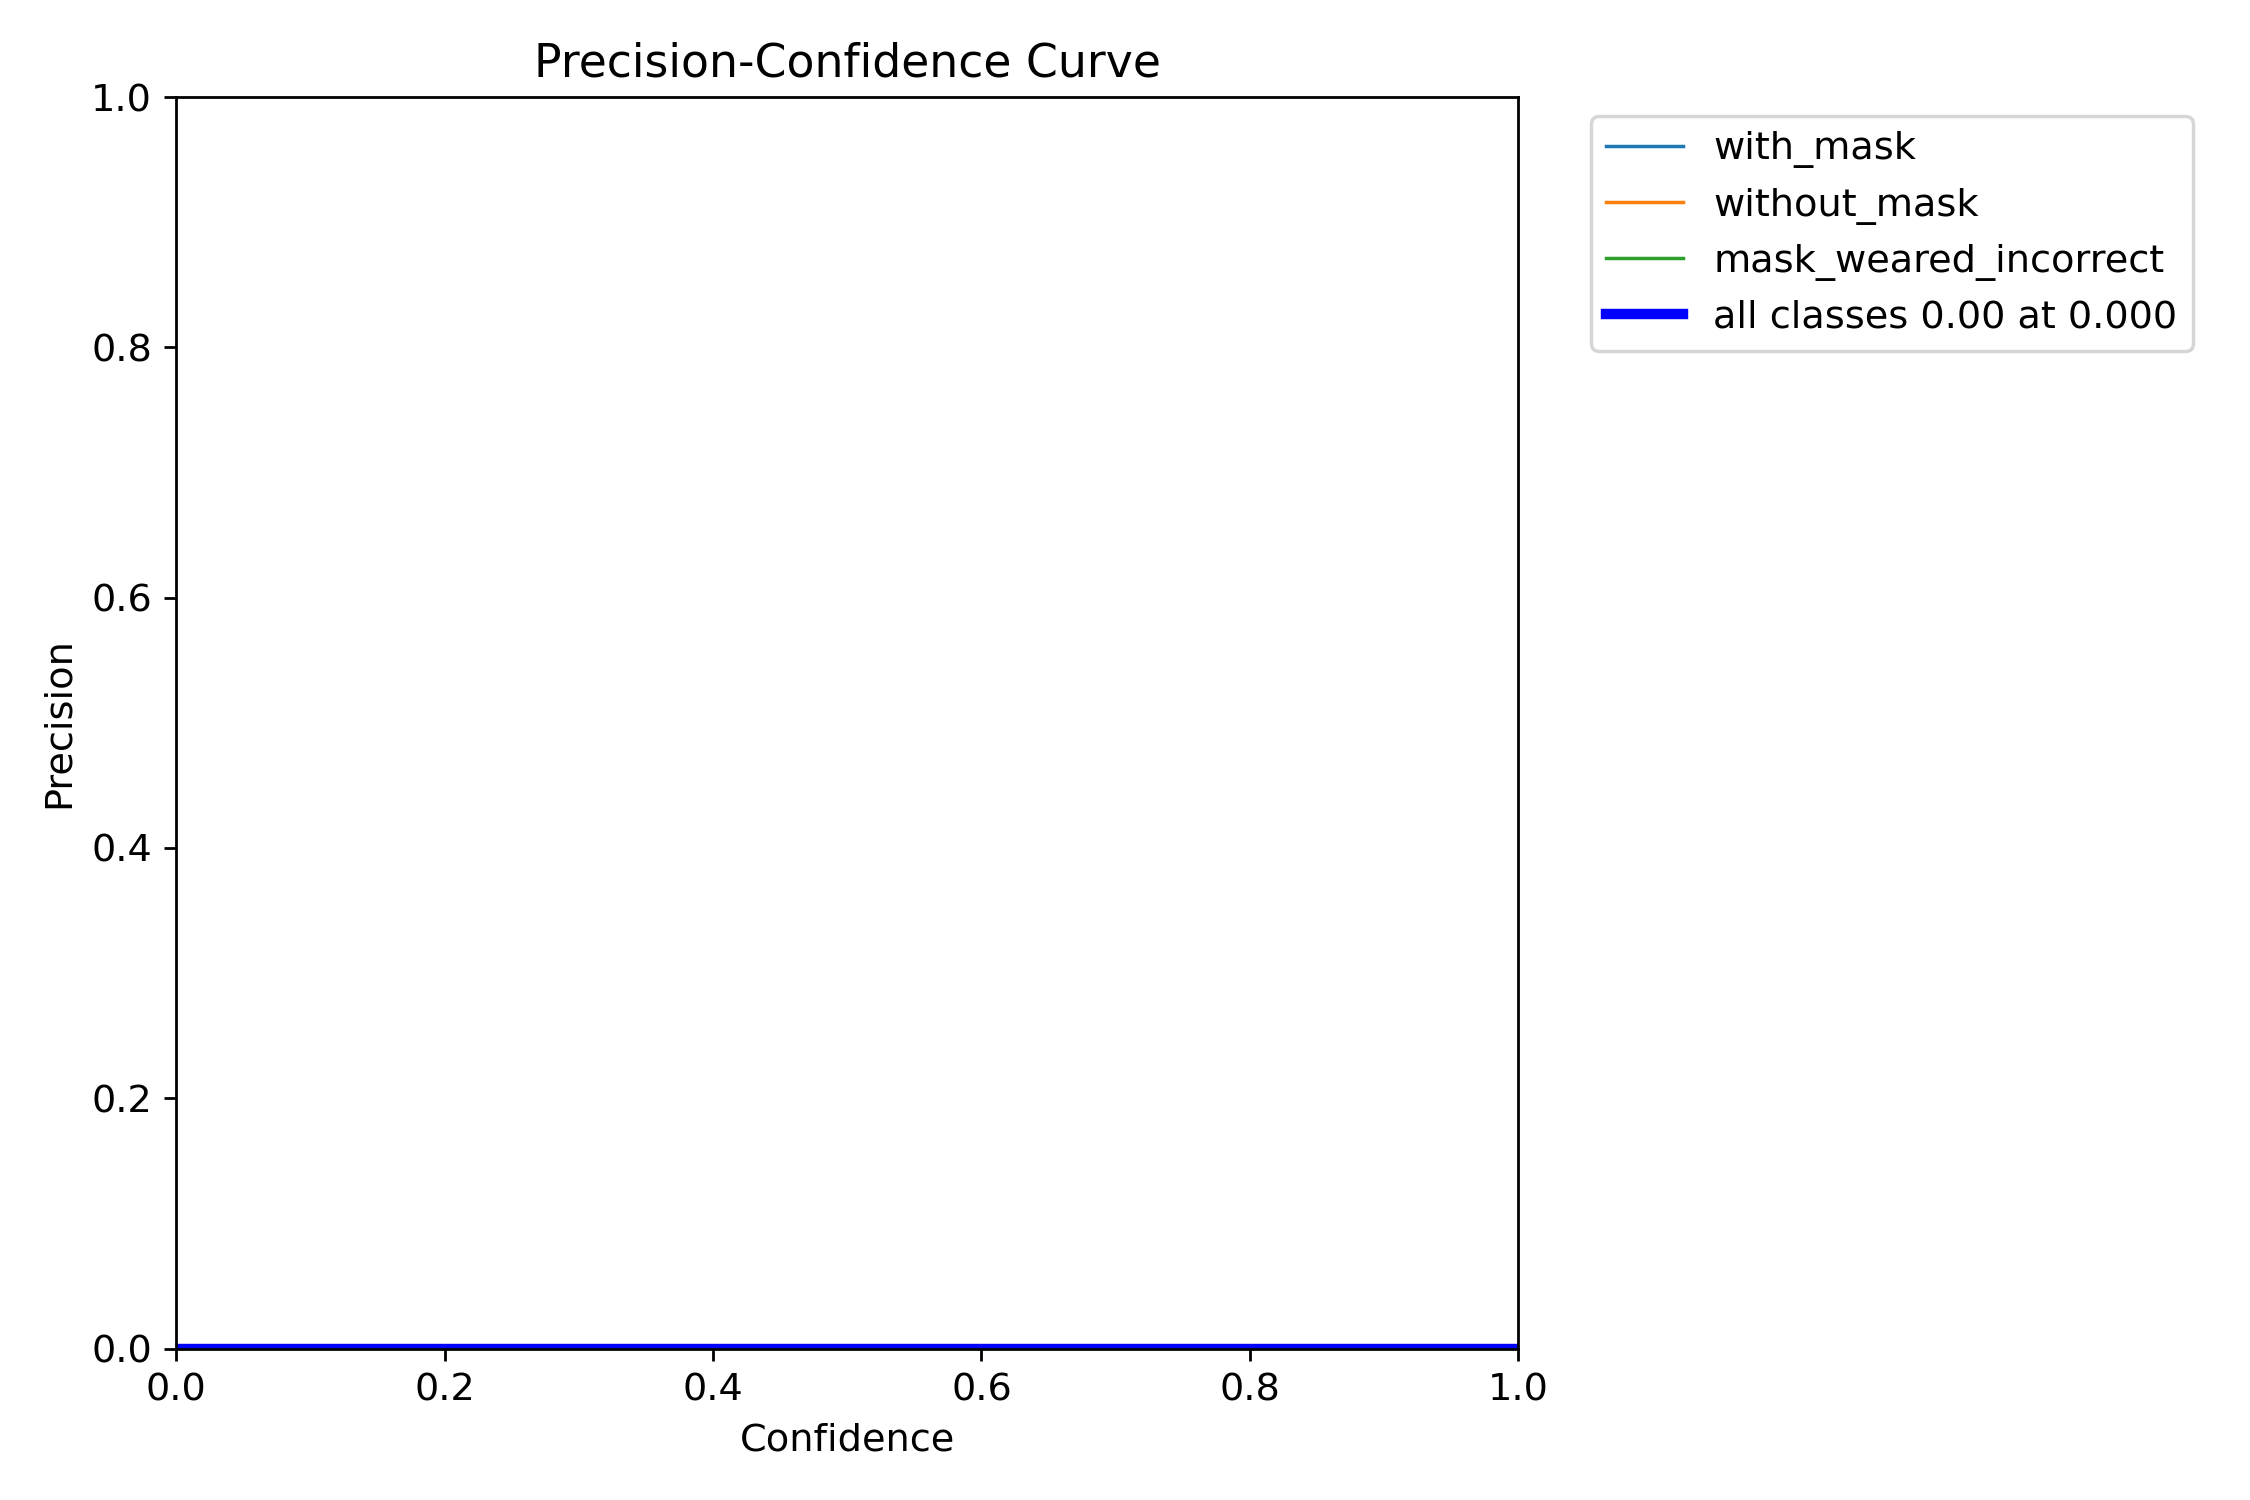 Precision-Confidence Curve
1.0
0.8
0.6
0.4
0.2
0.0
Precision
0.0 0.2 0.4 0.6 0.8 1.0
Confidence
with_mask
without_mask
mask_weared_incorrect
all classes 0.00 at 0.000